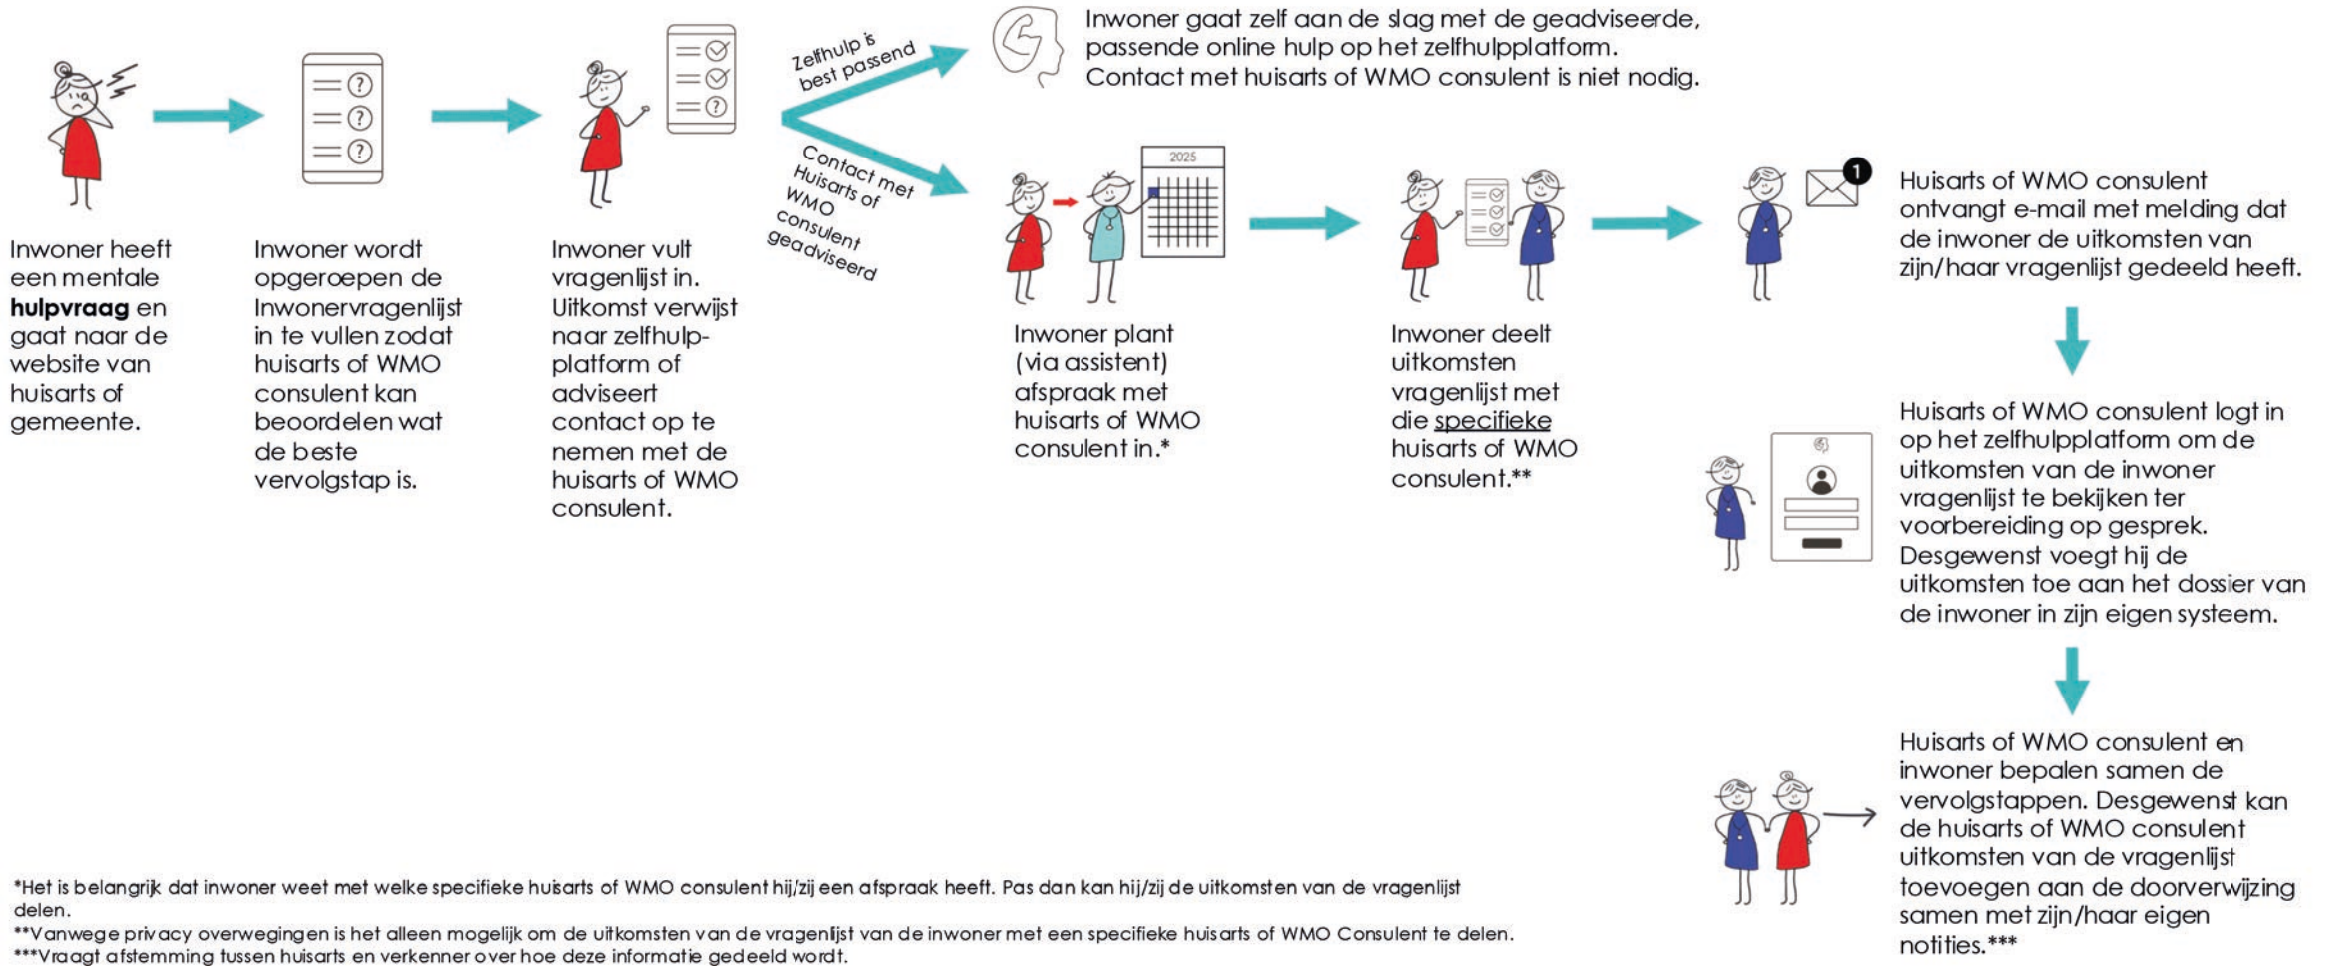 Inwoner heeft
een mentale
hulpvraag en
gaat naar de
website van
huisarts of
gemeente.
Inwoner wordt
opgeroepen de
Inwonervragenlijst
in te vullen zodat
huisarts of WMO
consulent kan
beoordelen wat
de beste
vervolgstap is.
Inwoner vult
vragenlijst in.
Uitkomst verwijst
naar zelfhulp-
platform of
adviseert
contact op te
nemen met de
huisarts of WMO
consulent.
Zelfhulp is
best passend
Inwoner gaat zelf aan de slag met de geadviseerde,
passende online hulp op het zelfhulpplatform.
Contact met huisarts of WMO consulent is niet nodig.
Contact met
Huisarts of
WMO
consulent
geadviseerd
2025
Inwoner plant
(via assistent)
afspraak met
huisarts of WMO
consulent in.*
Inwoner deelt
uitkomsten
vragenlijst met
die specifieke
huisarts of WMO
consulent.**
1
Huisarts of WMO consulent
ontvangt e-mail met melding dat
de inwoner de uitkomsten van
zijn/haar vragenlijst gedeeld heeft.
Huisarts of WMO consulent logt in
op het zelfhulpplatform om de
uitkomsten van de inwoner
vragenlijst te bekijken ter
voorbereiding op gesprek.
Desgewenst voegt hij de
uitkomsten toe aan het dossier van
de inwoner in zijn eigen systeem.
Huisarts of WMO consulent en
inwoner bepalen samen de
vervolgstappen. Desgewenst kan
de huisarts of WMO consulent
uitkomsten van de vragenlijst
toevoegen aan de doorverwijzing
samen met zijn/haar eigen
notities.***
*Het is belangrijk dat inwoner weet met welke specifieke huisarts of WMO consulent hij/zij een afspraak heeft. Pas dan kan hij/zij de uitkomsten van de vragenlijst
delen.
**Vanwege privacy overwegingen is het alleen mogelijk om de uitkomsten van de vragenlijst van de inwoner met een specifieke huisarts of WMO Consulent te delen.
***Vraagt afstemming tussen huisarts en verkenner over hoe deze informatie gedeeld wordt.